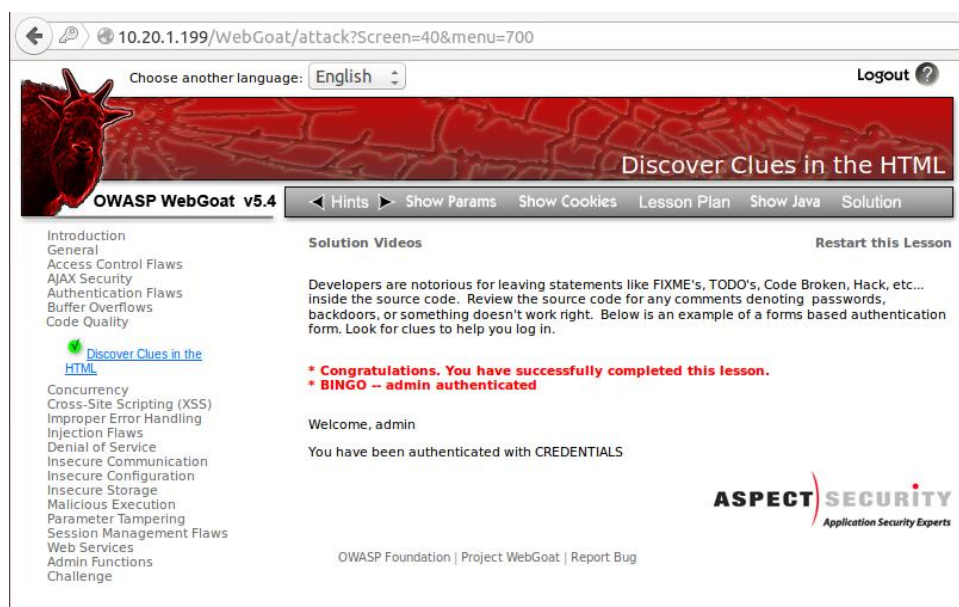 10.20.1.199/WebGoat/attack?Screen=40&menu=700
Choose another language: English
Logout ?
Discover Clues in the HTML
OWASP WebGoat v5.4
Hints Show Params Show Cookies Lesson Plan Show Java Solution
Introduction
General
Access Control Flaws
AJAX Security
Authentication Flaws
Buffer Overflows
Code Quality
Discover Clues in the
HTML
Concurrency
Cross-Site Scripting (XSS)
Improper Error Handling
Injection Flaws
Denial of Service
Insecure Communication
Insecure Configuration
Insecure Storage
Malicious Execution
Parameter Tampering
Session Management Flaws
Web Services
Admin Functions
Challenge
Solution Videos
Restart this Lesson
Developers are notorious for leaving statements like FIXME's, TODO's, Code Broken, Hack, etc...
inside the source code. Review the source code for any comments denoting passwords,
backdoors, or something doesn't work right. Below is an example of a forms based authentication
form. Look for clues to help you log in.
* Congratulations. You have successfully completed this lesson.
* BINGO -- admin authenticated
Welcome, admin
You have been authenticated with CREDENTIALS
ASPECT SECURITY
Application Security Experts
OWASP Foundation | Project WebGoat | Report Bug